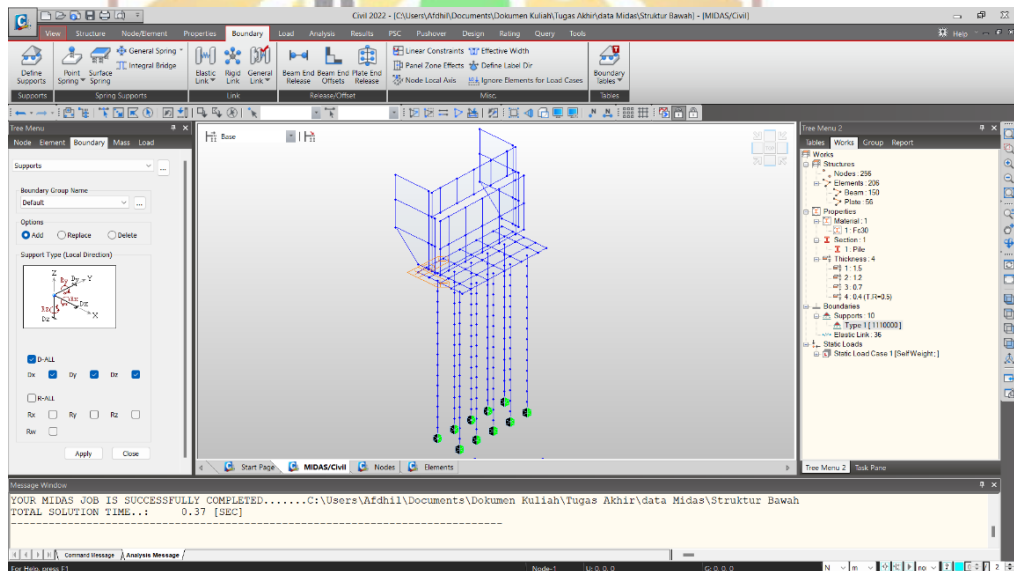 Civil 2022 - [C:\Users\Afdhil\Documents\Dokumen Kuliah\Tugas Akhir\data Midas\Struktur Bawah] - [MIDAS/Civil]
View Structure Node/Element Properties Boundary Load Analysis Results PSC Pushover Design Rating Query Tools Help
Define Supports
Point Spring
Surface Spring
General Spring
Integral Bridge
Elastic Link
Rigid Link
General Link
Beam End Release
Beam End Offsets
Plate End Release
Linear Constraints Effective Width
Panel Zone Effects Define Label Dir
Node Local Axis Ignore Elements for Load Cases
Boundary Tables
Supports Spring Supports Link Release/Offset Misc. Tables
Tree Menu
Node Element Boundary Mass Load
Supports
Boundary Group Name
Default
Options
Add Replace Delete
Support Type (Local Direction)
Z
Y
X
D-ALL
Dx Dy Dz
R-ALL
Rx Ry Rz
Rw
Apply Close
Base
Start Page MIDAS/Civil Nodes Elements
Tree Menu 2
Tables Works Group Report
Works
Structures
Nodes : 256
Elements : 206
Beam : 150
Plate : 56
Properties
Material : 1
1 : Fc30
Section : 1
1 : Pile
Thickness : 4
1 : 1.5
2 : 1.2
3 : 0.7
4 : 0.4 (T.R=0.5)
Boundaries
Supports : 10
Type 1 [ 1110000 ]
Elastic Link : 36
Static Loads
Static Load Case 1 [Self Weight ; ]
Tree Menu 2 Task Pane
Message Window
YOUR MIDAS JOB IS SUCCESSFULLY COMPLETED.......C:\Users\Afdhil\Documents\Dokumen Kuliah\Tugas Akhir\data Midas\Struktur Bawah
TOTAL SOLUTION TIME..: 0.37 [SEC]
Command Message Analysis Message
For Help, press F1 Node-1 U: 0, 0, 0 G: 0, 0, 0 N m no 2